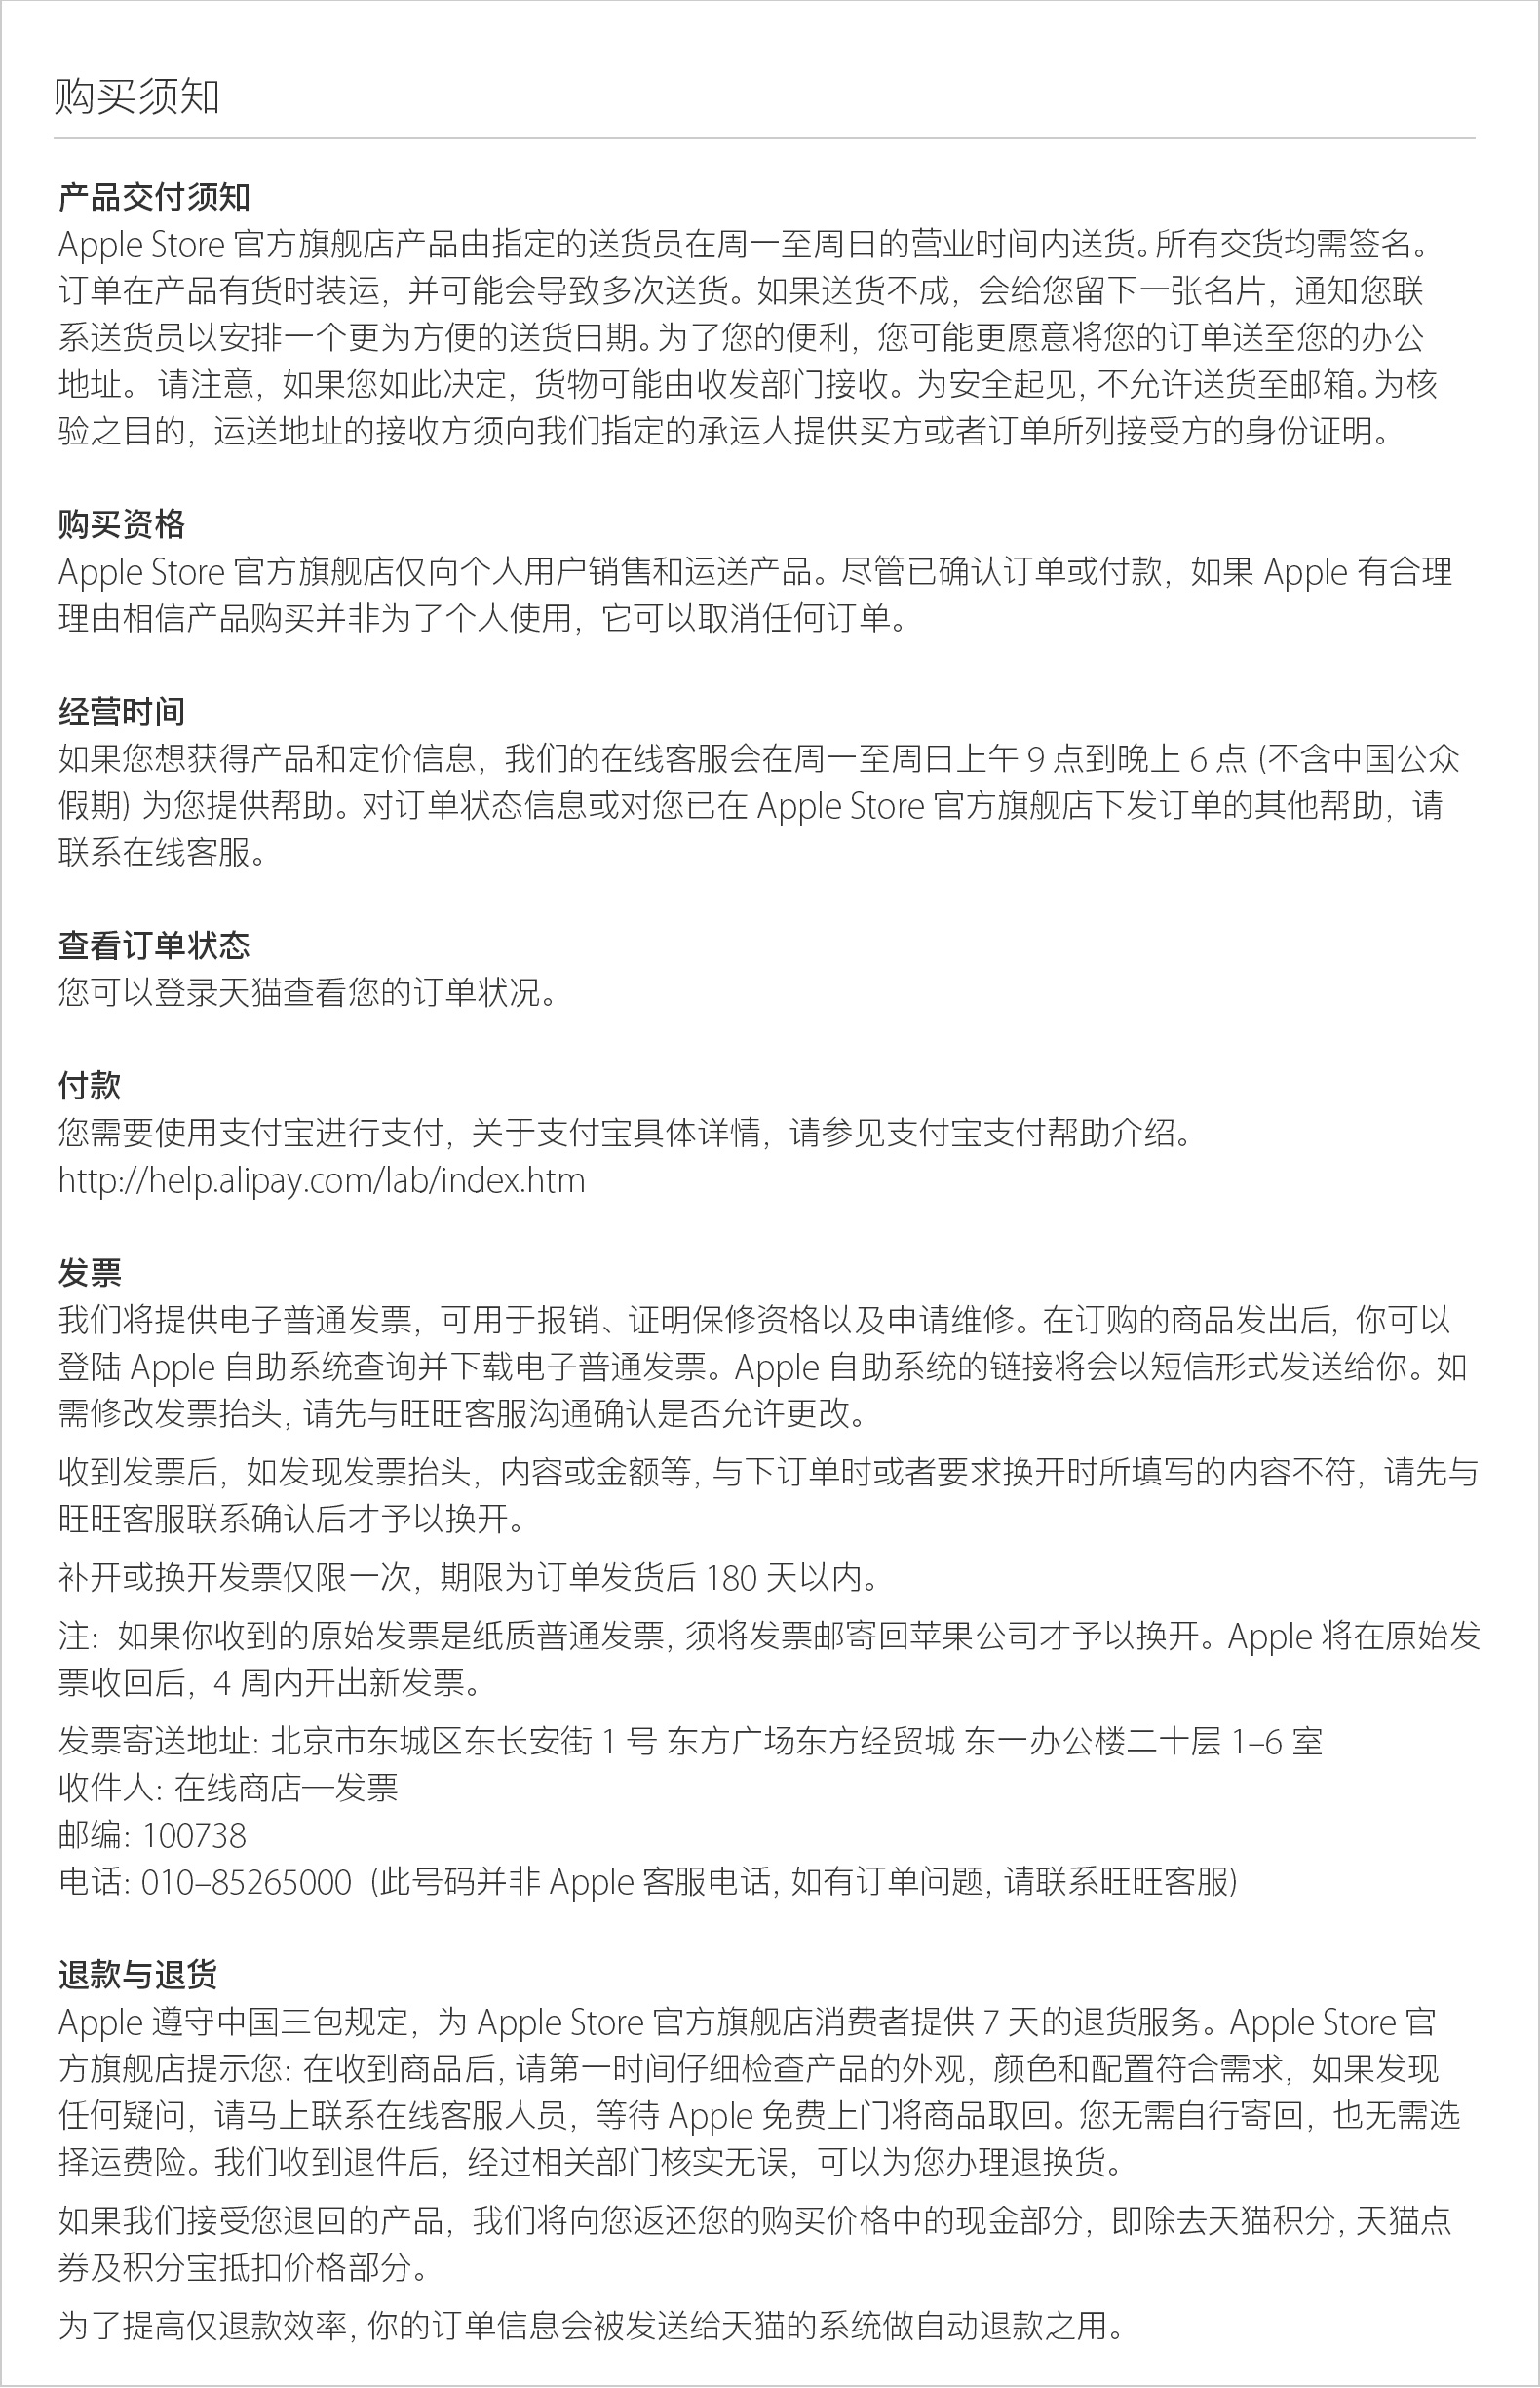 购买须知
产品交付须知
Apple Store 官方旗舰店产品由指定的送货员在周一至周日的营业时间内送货。所有交货均需签名。
订单在产品有货时装运，并可能会导致多次送货。如果送货不成，会给您留下一张名片，通知您联
系送货员以安排一个更为方便的送货日期。为了您的便利，您可能更愿意将您的订单送至您的办公
地址。 请注意，如果您如此决定，货物可能由收发部门接收。为安全起见，不允许送货至邮箱。为核
验之目的，运送地址的接收方须向我们指定的承运人提供买方或者订单所列接受方的身份证明。
购买资格
Apple Store 官方旗舰店仅向个人用户销售和运送产品。尽管已确认订单或付款，如果 Apple 有合理
理由相信产品购买并非为了个人使用，它可以取消任何订单。
经营时间
如果您想获得产品和定价信息，我们的在线客服会在周一至周日上午 9 点到晚上 6 点 (不含中国公众
假期) 为您提供帮助。对订单状态信息或对您已在 Apple Store 官方旗舰店下发订单的其他帮助，请
联系在线客服。
查看订单状态
您可以登录天猫查看您的订单状况。
付款
您需要使用支付宝进行支付，关于支付宝具体详情，请参见支付宝支付帮助介绍。
http://help.alipay.com/lab/index.htm
发票
我们将提供电子普通发票，可用于报销、证明保修资格以及申请维修。在订购的商品发出后，你可以
登陆 Apple 自助系统查询并下载电子普通发票。Apple 自助系统的链接将会以短信形式发送给你。如
需修改发票抬头，请先与旺旺客服沟通确认是否允许更改。
收到发票后，如发现发票抬头，内容或金额等，与下订单时或者要求换开时所填写的内容不符，请先与
旺旺客服联系确认后才予以换开。
补开或换开发票仅限一次，期限为订单发货后 180 天以内。
注：如果你收到的原始发票是纸质普通发票，须将发票邮寄回苹果公司才予以换开。Apple 将在原始发
票收回后，4 周内开出新发票。
发票寄送地址：北京市东城区东长安街 1 号 东方广场东方经贸城 东一办公楼二十层 1–6 室
收件人：在线商店—发票
邮编：100738
电话：010–85265000 (此号码并非 Apple 客服电话，如有订单问题，请联系旺旺客服)
退款与退货
Apple 遵守中国三包规定，为 Apple Store 官方旗舰店消费者提供 7 天的退货服务。Apple Store 官
方旗舰店提示您：在收到商品后，请第一时间仔细检查产品的外观，颜色和配置符合需求，如果发现
任何疑问，请马上联系在线客服人员，等待 Apple 免费上门将商品取回。您无需自行寄回，也无需选
择运费险。我们收到退件后，经过相关部门核实无误，可以为您办理退换货。
如果我们接受您退回的产品，我们将向您返还您的购买价格中的现金部分，即除去天猫积分，天猫点
券及积分宝抵扣价格部分。
为了提高仅退款效率，你的订单信息会被发送给天猫的系统做自动退款之用。